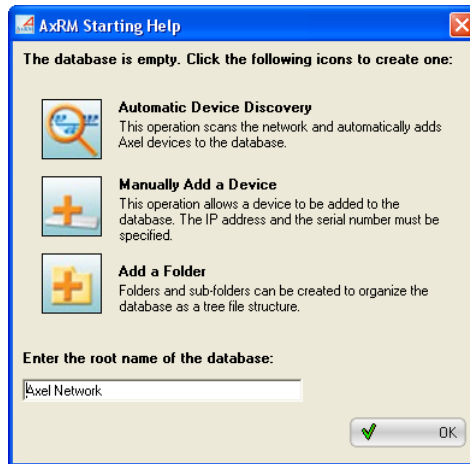 AxRM Starting Help
The database is empty. Click the following icons to create one:
Automatic Device Discovery
This operation scans the network and automatically adds
Axel devices to the database.
Manually Add a Device
This operation allows a device to be added to the
database. The IP address and the serial number must be
specified.
Add a Folder
Folders and sub-folders can be created to organize the
database as a tree file structure.
Enter the root name of the database:
Axel Network
OK